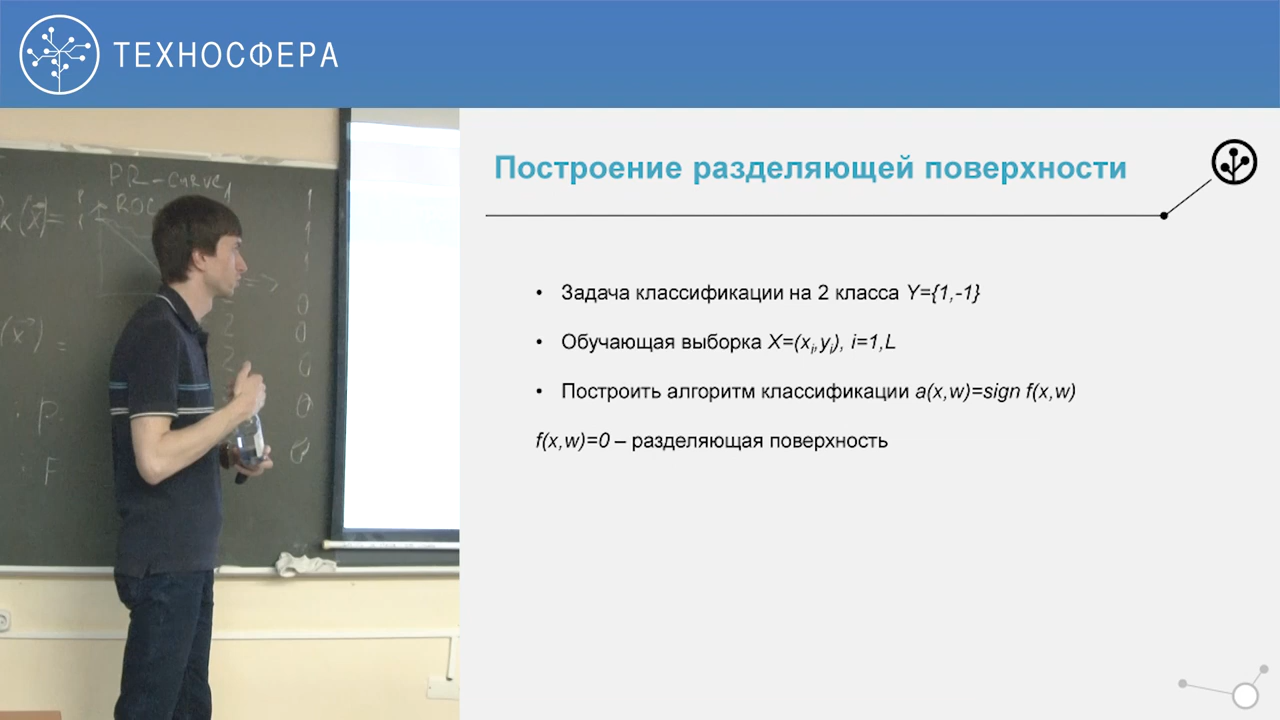 ТЕХНОСФЕРА
Построение разделяющей поверхности
• Задача классификации на 2 класса Y={1,-1}
• Обучающая выборка X=(xi,yi), i=1,L
• Построить алгоритм классификации a(x,w)=sign f(x,w)
f(x,w)=0 – разделяющая поверхность
PR-curve
ROC